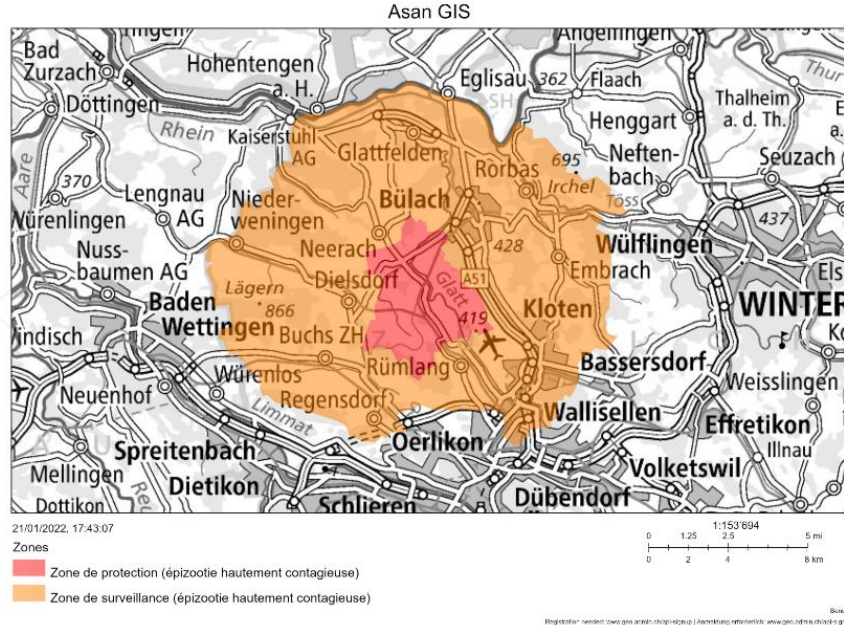 Asan GIS
Bad
Zurzach
Döttingen
Hohentengen
a. H.
Rhein
Kaiserstuhl
AG
Eglisau
362
SH
Andelfingen
Flaach
Thur
Henggart
Thalheim
a. d. Th.
Glattfelden
Rorbas
695
Irchel
Neften-
bach
Seuzach
Töss
Aare
370
Würenlingen
Lengnau
AG
Nieder-
weningen
Bülach
Neerach
428
Wülflingen
437
Nuss-
baumen AG
Embrach
Lägern
866
Dielsdorf
Glatt
A51
419
Kloten
Els
WINTER
Baden
Wettingen
Buchs ZH
Bassersdorf
Rümlang
Weisslingen
Neuenhof
Würenlos
Limmat
Regensdorf
Wallisellen
Effretikon
Oerlikon
Illnau
Spreitenbach
Volketswil
Mellingen
Dietikon
Dottikon
Schlieren
Dübendorf
21/01/2022, 17:43:07
1:153'694
0 1.25 2.5 5 mi
0 2 4 8 km
Zones
Zone de protection (épizootie hautement contagieuse)
Zone de surveillance (épizootie hautement contagieuse)